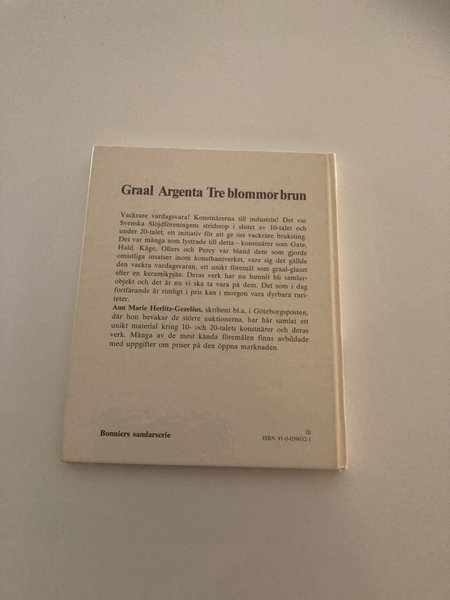 Graal Argenta Tre blommor brun
Vackrare vardagsvara! Konstnärerna till industrin! Det var
Svenska Slöjdföreningens stridsrop i slutet av 10-talet och
under 20-talet, ett initiativ för att ge oss vackrare bruksting.
Det var många som lystrade till detta – konstnärer som Gate,
Hald, Kåge, Ollers och Percy var bland dem som gjorde
omistliga insatser inom konsthantverket, vare sig det gällde
den vackra vardagsvaran, ett unikt föremål som graal-glaset
eller en keramikpjäs. Deras verk har nu hunnit bli samlar-
objekt och det är nu vi ska ta vara på dem. Det som i dag
fortfarande är rimligt i pris kan i morgon vara dyrbara rari-
teter.
Ann Marie Herlitz-Gezelius, skribent bl.a. i Göteborgsposten,
där hon bevakar de större auktionerna, har här samlat ett
unikt material kring 10- och 20-talets konstnärer och deras
verk. Många av de mest kända föremålen finns avbildade
med uppgifter om priser på den öppna marknaden.
Bonniers samlarserie
In
ISBN 91-0-039032-1